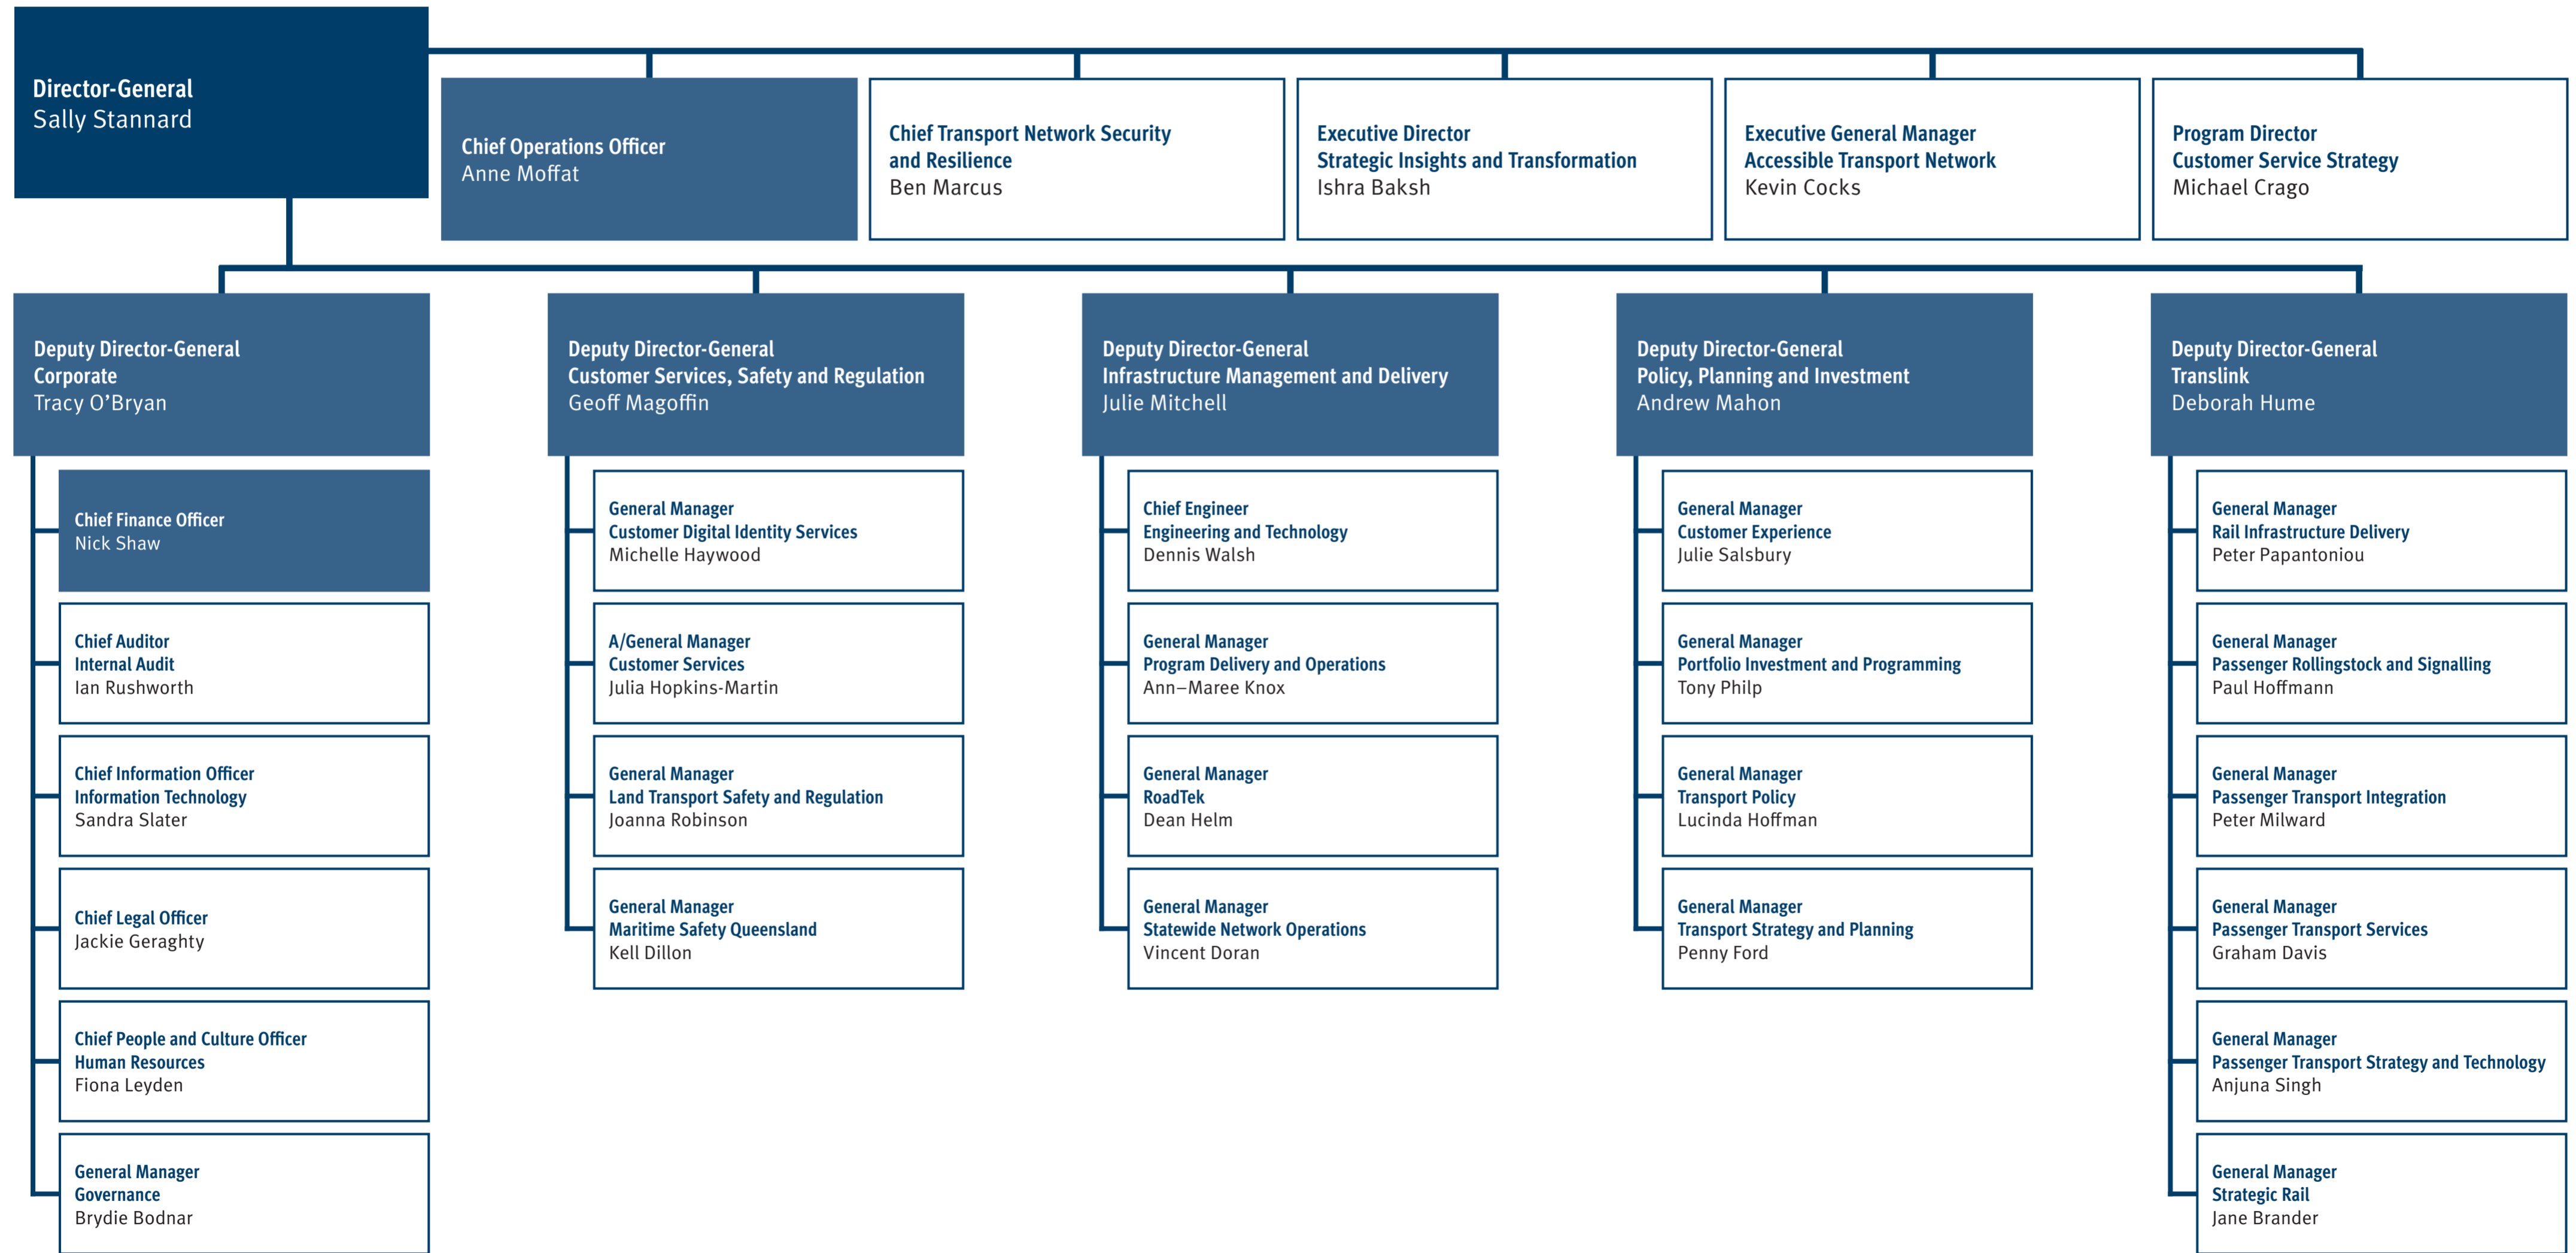 Director-General
Sally Stannard
Chief Operations Officer
Anne Moffat
Chief Transport Network Security
and Resilience
Ben Marcus
Executive Director
Strategic Insights and Transformation
Ishra Baksh
Executive General Manager
Accessible Transport Network
Kevin Cocks
Program Director
Customer Service Strategy
Michael Crago
Deputy Director-General
Corporate
Tracy O’Bryan
Chief Finance Officer
Nick Shaw
Chief Auditor
Internal Audit
Ian Rushworth
Chief Information Officer
Information Technology
Sandra Slater
Chief Legal Officer
Jackie Geraghty
Chief People and Culture Officer
Human Resources
Fiona Leyden
General Manager
Governance
Brydie Bodnar
Deputy Director-General
Customer Services, Safety and Regulation
Geoff Magoffin
General Manager
Customer Digital Identity Services
Michelle Haywood
A/General Manager
Customer Services
Julia Hopkins-Martin
General Manager
Land Transport Safety and Regulation
Joanna Robinson
General Manager
Maritime Safety Queensland
Kell Dillon
Deputy Director-General
Infrastructure Management and Delivery
Julie Mitchell
Chief Engineer
Engineering and Technology
Dennis Walsh
General Manager
Program Delivery and Operations
Ann–Maree Knox
General Manager
RoadTek
Dean Helm
General Manager
Statewide Network Operations
Vincent Doran
Deputy Director-General
Policy, Planning and Investment
Andrew Mahon
General Manager
Customer Experience
Julie Salsbury
General Manager
Portfolio Investment and Programming
Tony Philp
General Manager
Transport Policy
Lucinda Hoffman
General Manager
Transport Strategy and Planning
Penny Ford
Deputy Director-General
Translink
Deborah Hume
General Manager
Rail Infrastructure Delivery
Peter Papantoniou
General Manager
Passenger Rollingstock and Signalling
Paul Hoffmann
General Manager
Passenger Transport Integration
Peter Milward
General Manager
Passenger Transport Services
Graham Davis
General Manager
Passenger Transport Strategy and Technology
Anjuna Singh
General Manager
Strategic Rail
Jane Brander